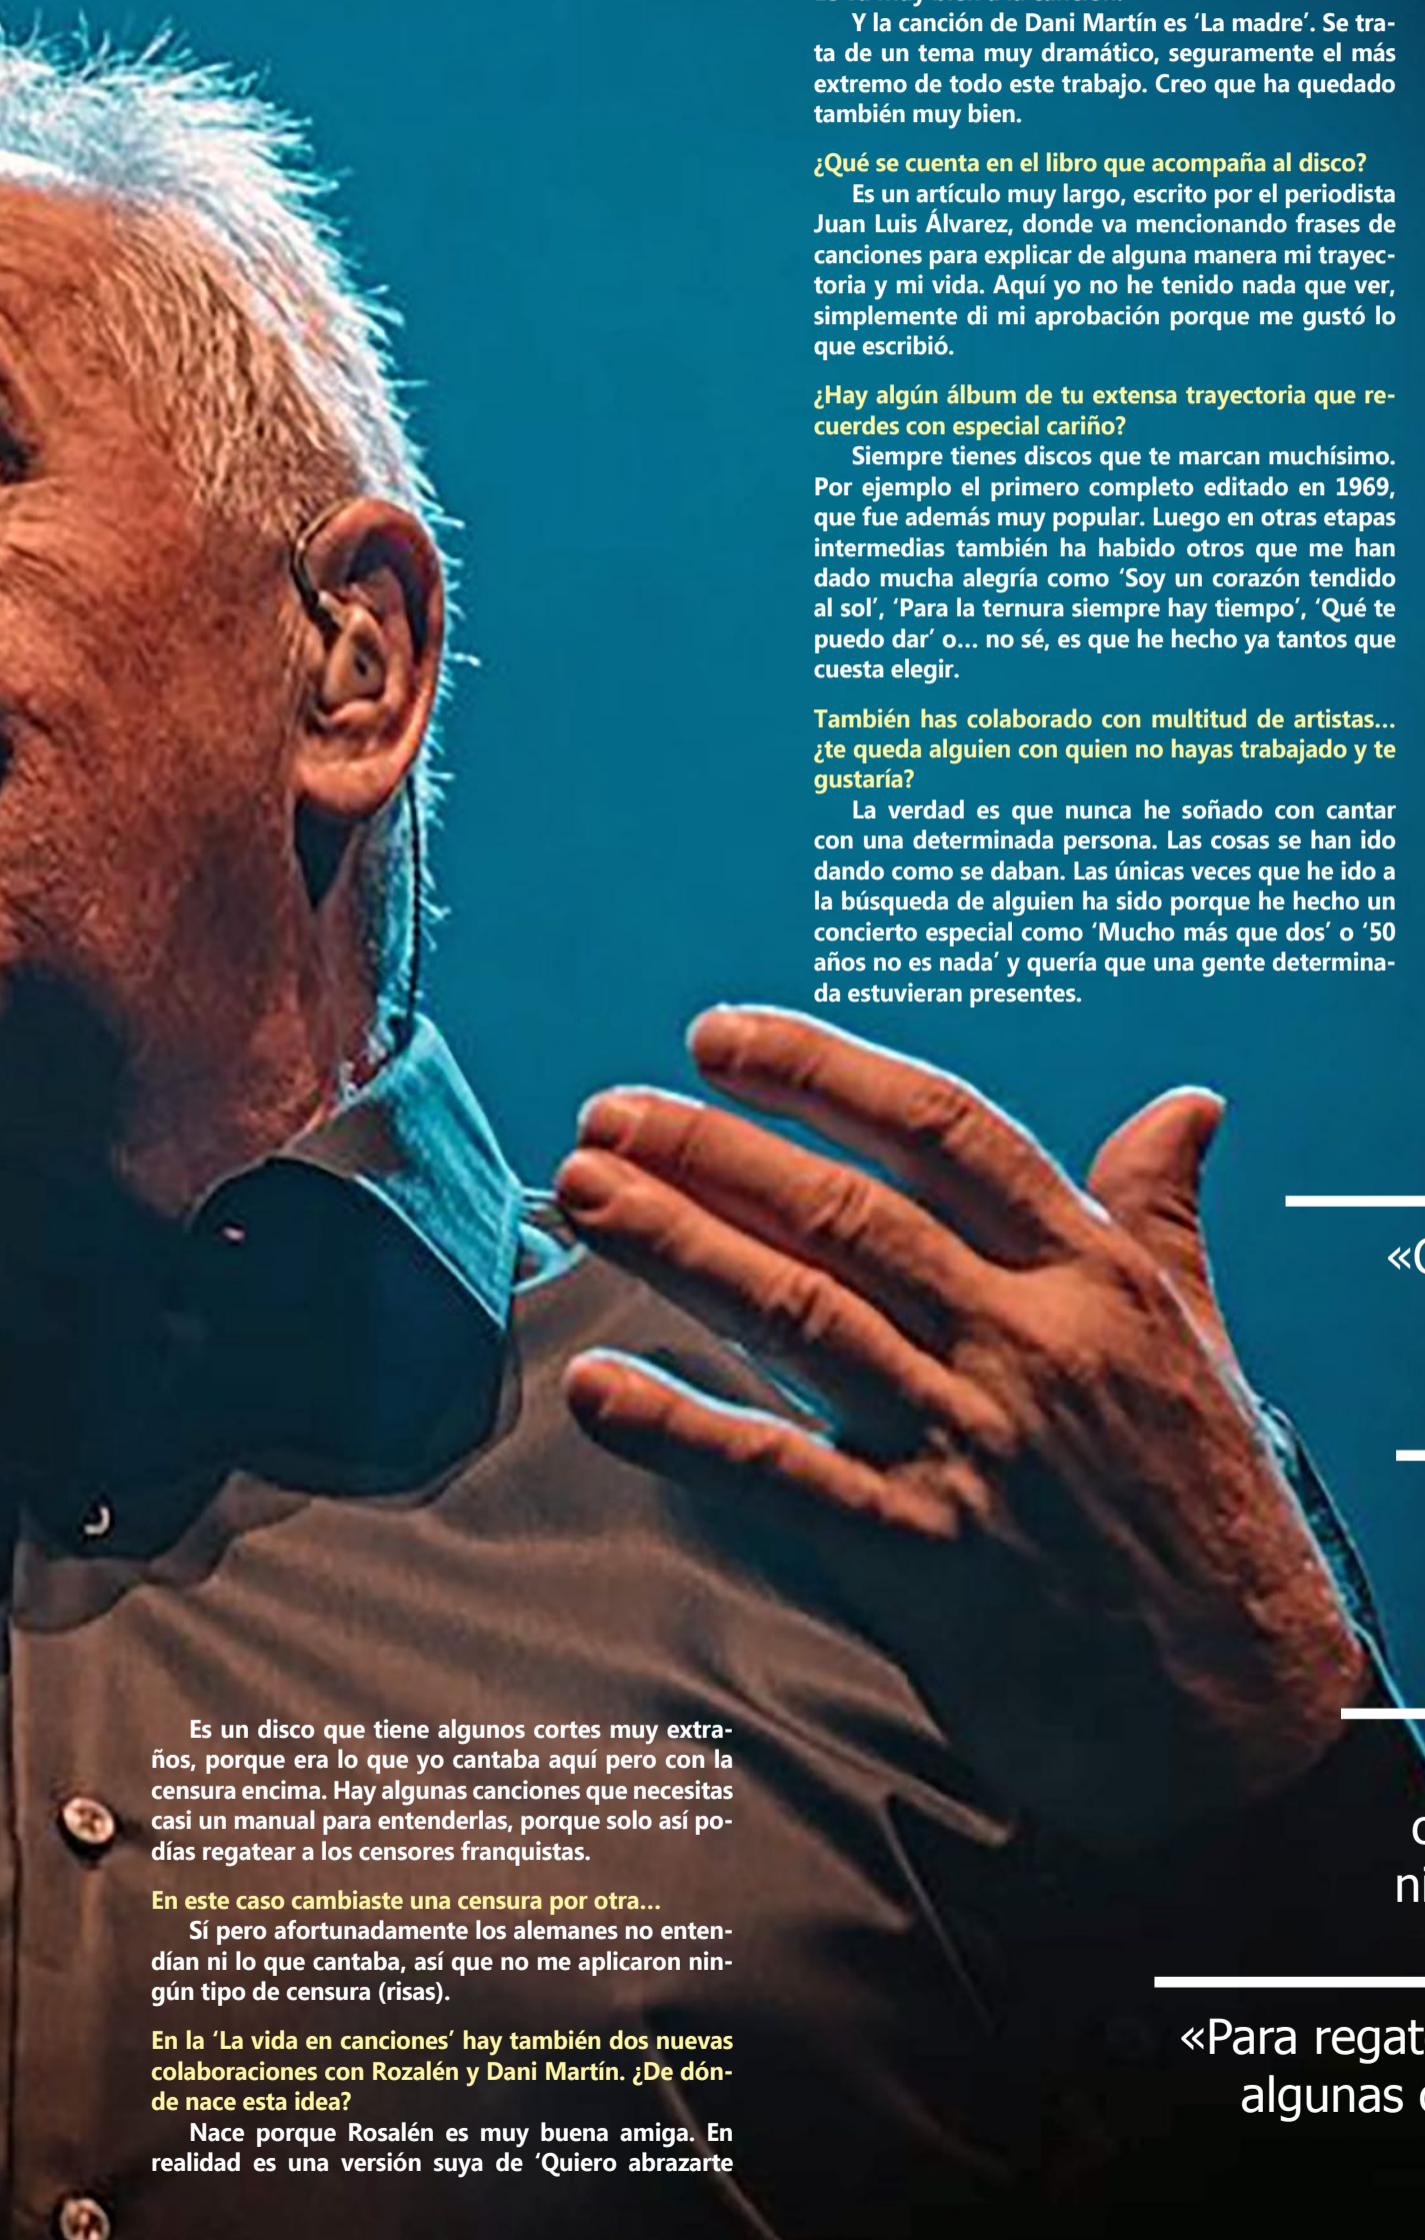 Es un disco que tiene algunos cortes muy extra-
ños, porque era lo que yo cantaba aquí pero con la
censura encima. Hay algunas canciones que necesitas
casi un manual para entenderlas, porque solo así po-
días regatear a los censores franquistas.
En este caso cambiaste una censura por otra...
Sí pero afortunadamente los alemanes no enten-
dían ni lo que cantaba, así que no me aplicaron nin-
gún tipo de censura (risas).
En la ‘La vida en canciones’ hay también dos nuevas
colaboraciones con Rozalén y Dani Martín. ¿De dón-
de nace esta idea?
Nace porque Rosalén es muy buena amiga. En
realidad es una versión suya de ‘Quiero abrazarte
Y la canción de Dani Martín es ‘La madre’. Se tra-
ta de un tema muy dramático, seguramente el más
extremo de todo este trabajo. Creo que ha quedado
también muy bien.
¿Qué se cuenta en el libro que acompaña al disco?
Es un artículo muy largo, escrito por el periodista
Juan Luis Álvarez, donde va mencionando frases de
canciones para explicar de alguna manera mi trayec-
toria y mi vida. Aquí yo no he tenido nada que ver,
simplemente di mi aprobación porque me gustó lo
que escribió.
¿Hay algún álbum de tu extensa trayectoria que re-
cuerdes con especial cariño?
Siempre tienes discos que te marcan muchísimo.
Por ejemplo el primero completo editado en 1969,
que fue además muy popular. Luego en otras etapas
intermedias también ha habido otros que me han
dado mucha alegría como ‘Soy un corazón tendido
al sol’, ‘Para la ternura siempre hay tiempo’, ‘Qué te
puedo dar’ o... no sé, es que he hecho ya tantos que
cuesta elegir.
También has colaborado con multitud de artistas...
¿te queda alguien con quien no hayas trabajado y te
gustaría?
La verdad es que nunca he soñado con cantar
con una determinada persona. Las cosas se han ido
dando como se daban. Las únicas veces que he ido a
la búsqueda de alguien ha sido porque he hecho un
concierto especial como ‘Mucho más que dos’ o ‘50
años no es nada’ y quería que una gente determina-
da estuvieran presentes.
«Para regat
algunas